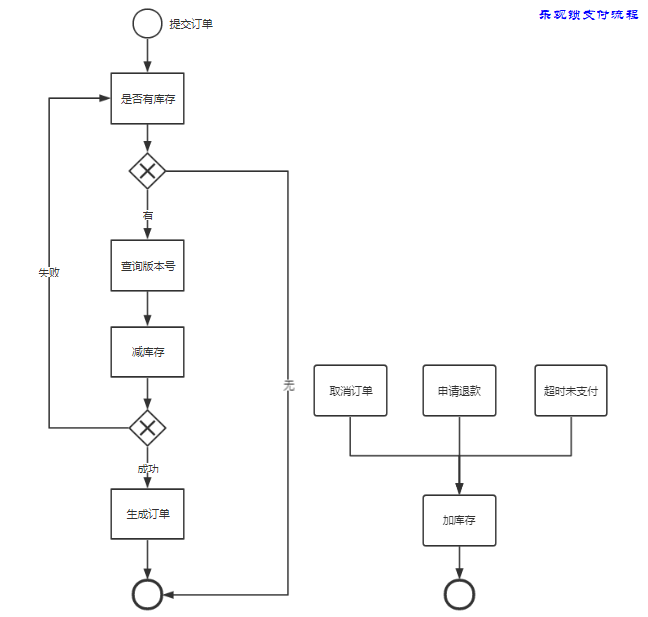 提交订单
乐观锁支付流程
是否有库存
有
查询版本号
失败
减库存
无
取消订单
申请退款
超时未支付
成功
生成订单
加库存